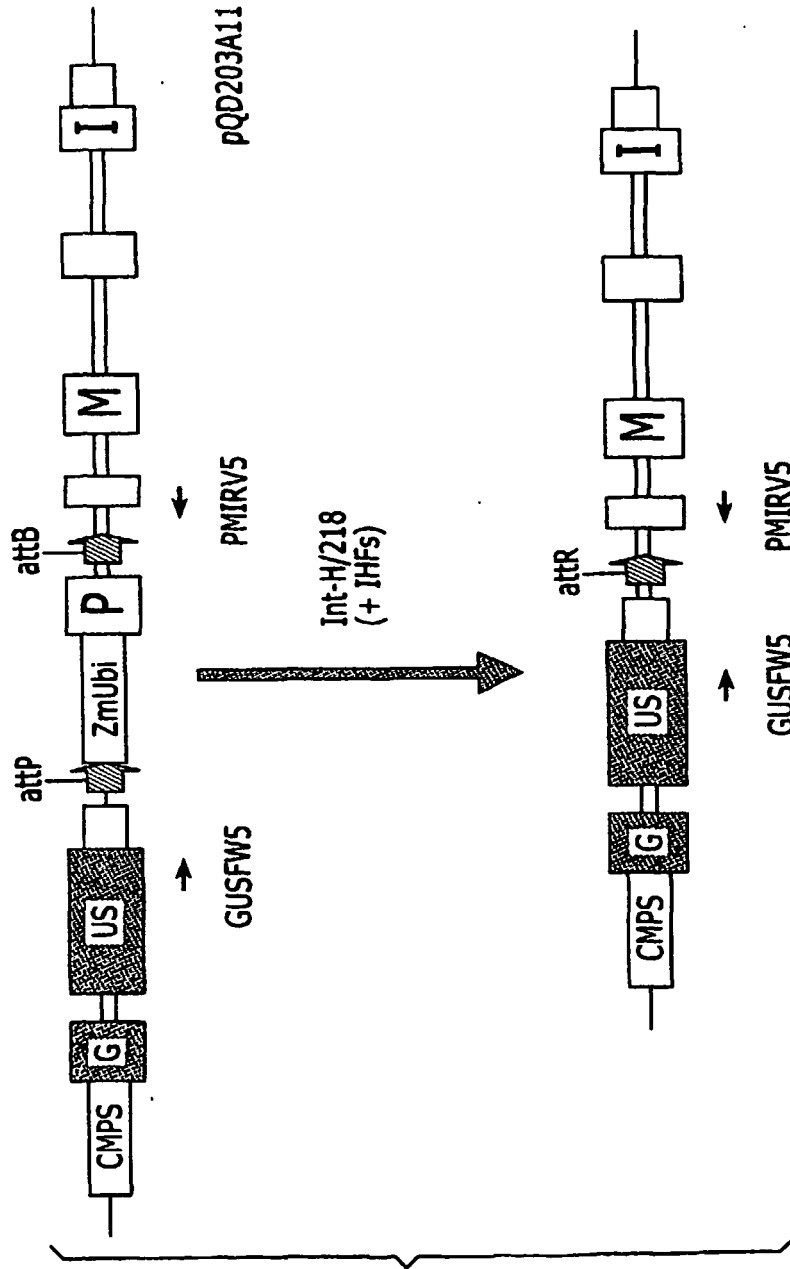 attP
attB
CMPS
G
US
ZmUbi
P
M
I
GUSFW5
PMIRV5
pQD203A11
Int-H/218
(+ IHFs)
attR
CMPS
G
US
M
I
GUSFW5
PMIRV5